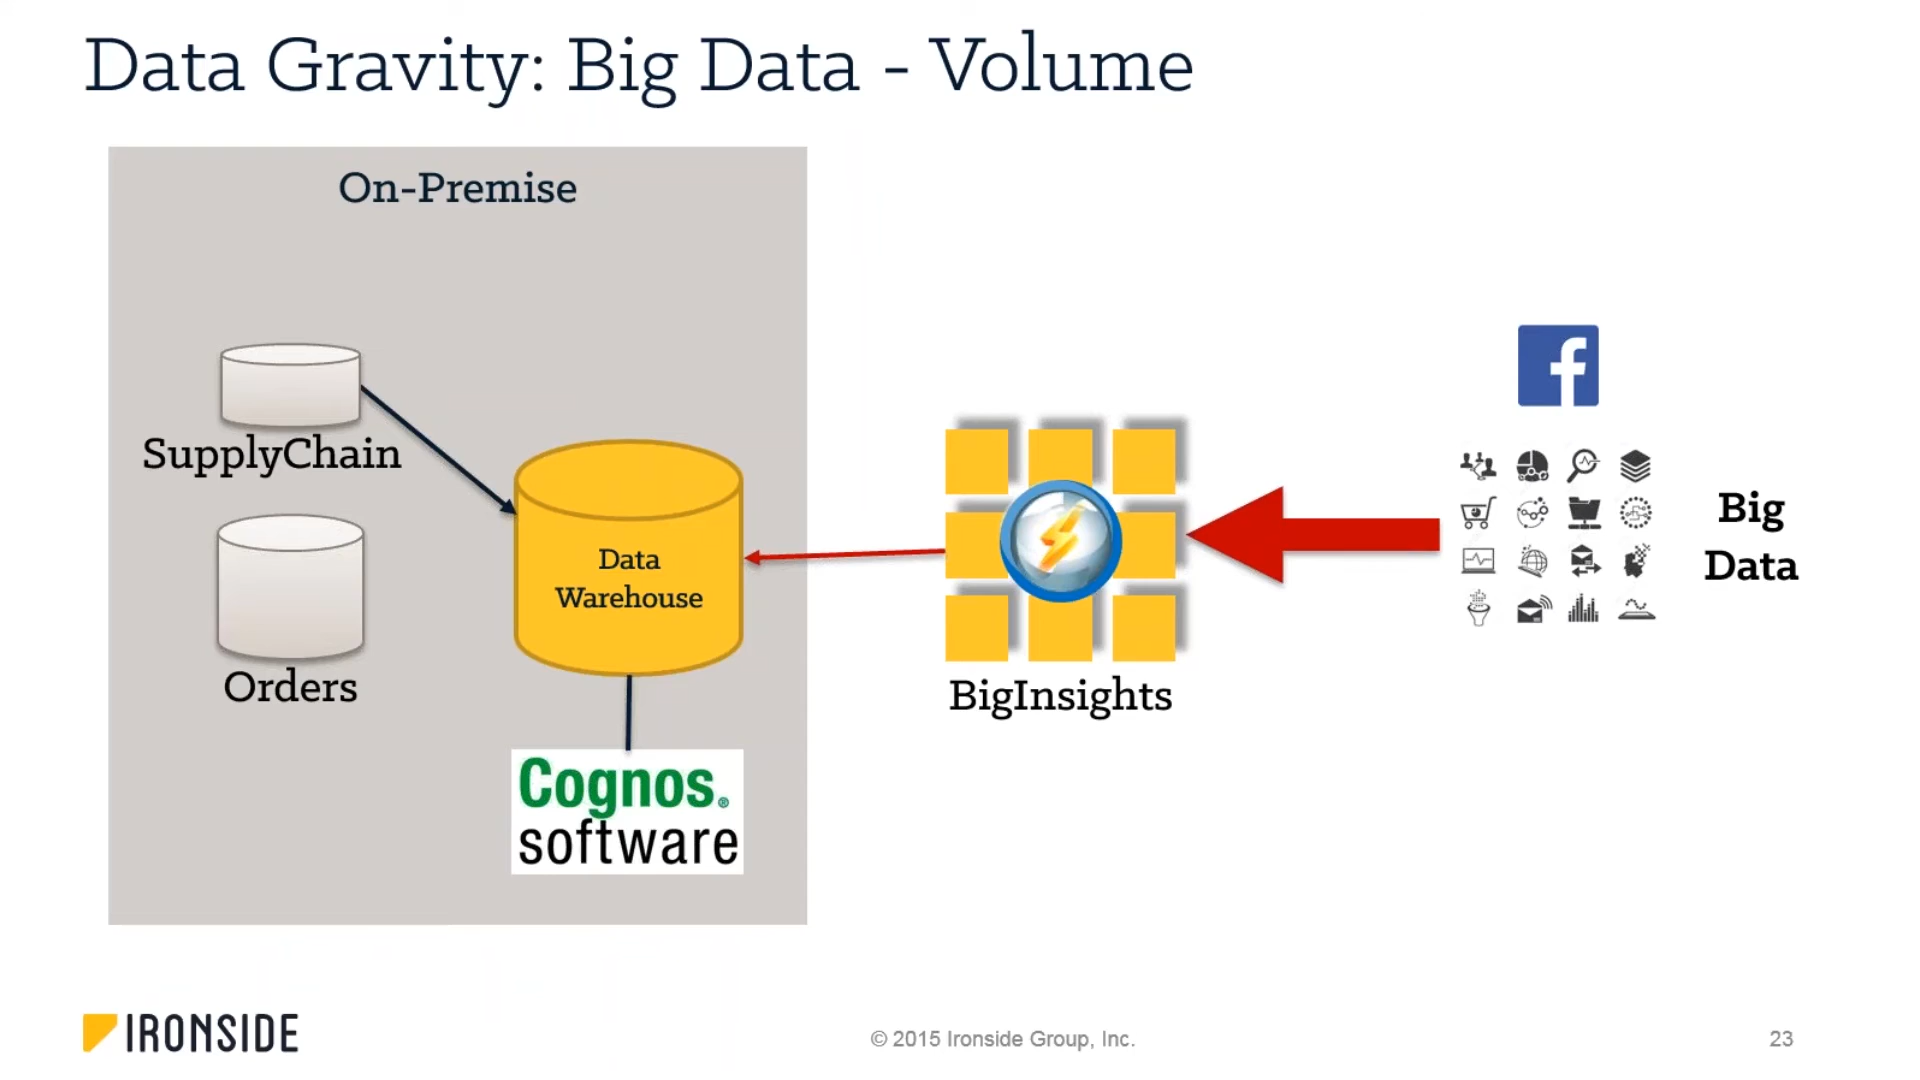 Data Gravity: Big Data - Volume
On-Premise
SupplyChain
Orders
Data
Warehouse
Cognos®
software
BigInsights
f
Big
Data
IRONSIDE
© 2015 Ironside Group, Inc.
23